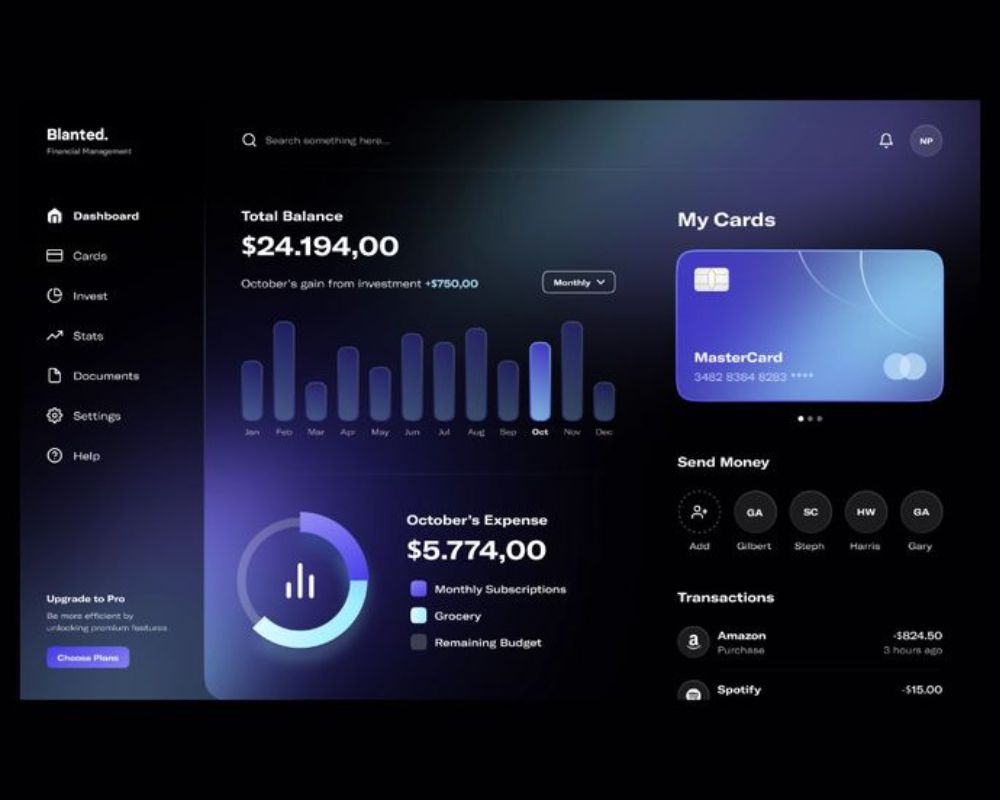 Blanted.
Financial Management
Search something here...
NP
Dashboard
Cards
Invest
Stats
Documents
Settings
Help
Upgrade to Pro
Be more efficient by
unlocking premium features
Choose Plans
Total Balance
$24.194,00
October's gain from investment +$750,00
Monthly
Jan Feb Mar Apr May Jun Jul Aug Sep Oct Nov Dec
October's Expense
$5.774,00
Monthly Subscriptions
Grocery
Remaining Budget
My Cards
MasterCard
3482 8384 8283 ****
Send Money
GA SC HW GA
Add Gilbert Steph Harris Gary
Transactions
Amazon -$824.50
Purchase 3 hours ago
Spotify -$15.00